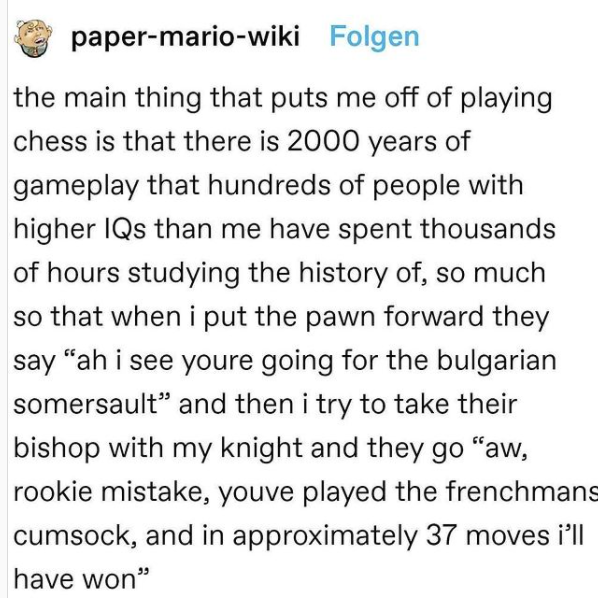 paper-mario-wiki Folgen
the main thing that puts me off of playing
chess is that there is 2000 years of
gameplay that hundreds of people with
higher IQs than me have spent thousands
of hours studying the history of, so much
so that when i put the pawn forward they
say “ah i see youre going for the bulgarian
somersault” and then i try to take their
bishop with my knight and they go “aw,
rookie mistake, youve played the frenchmans
cumsock, and in approximately 37 moves i’ll
have won”